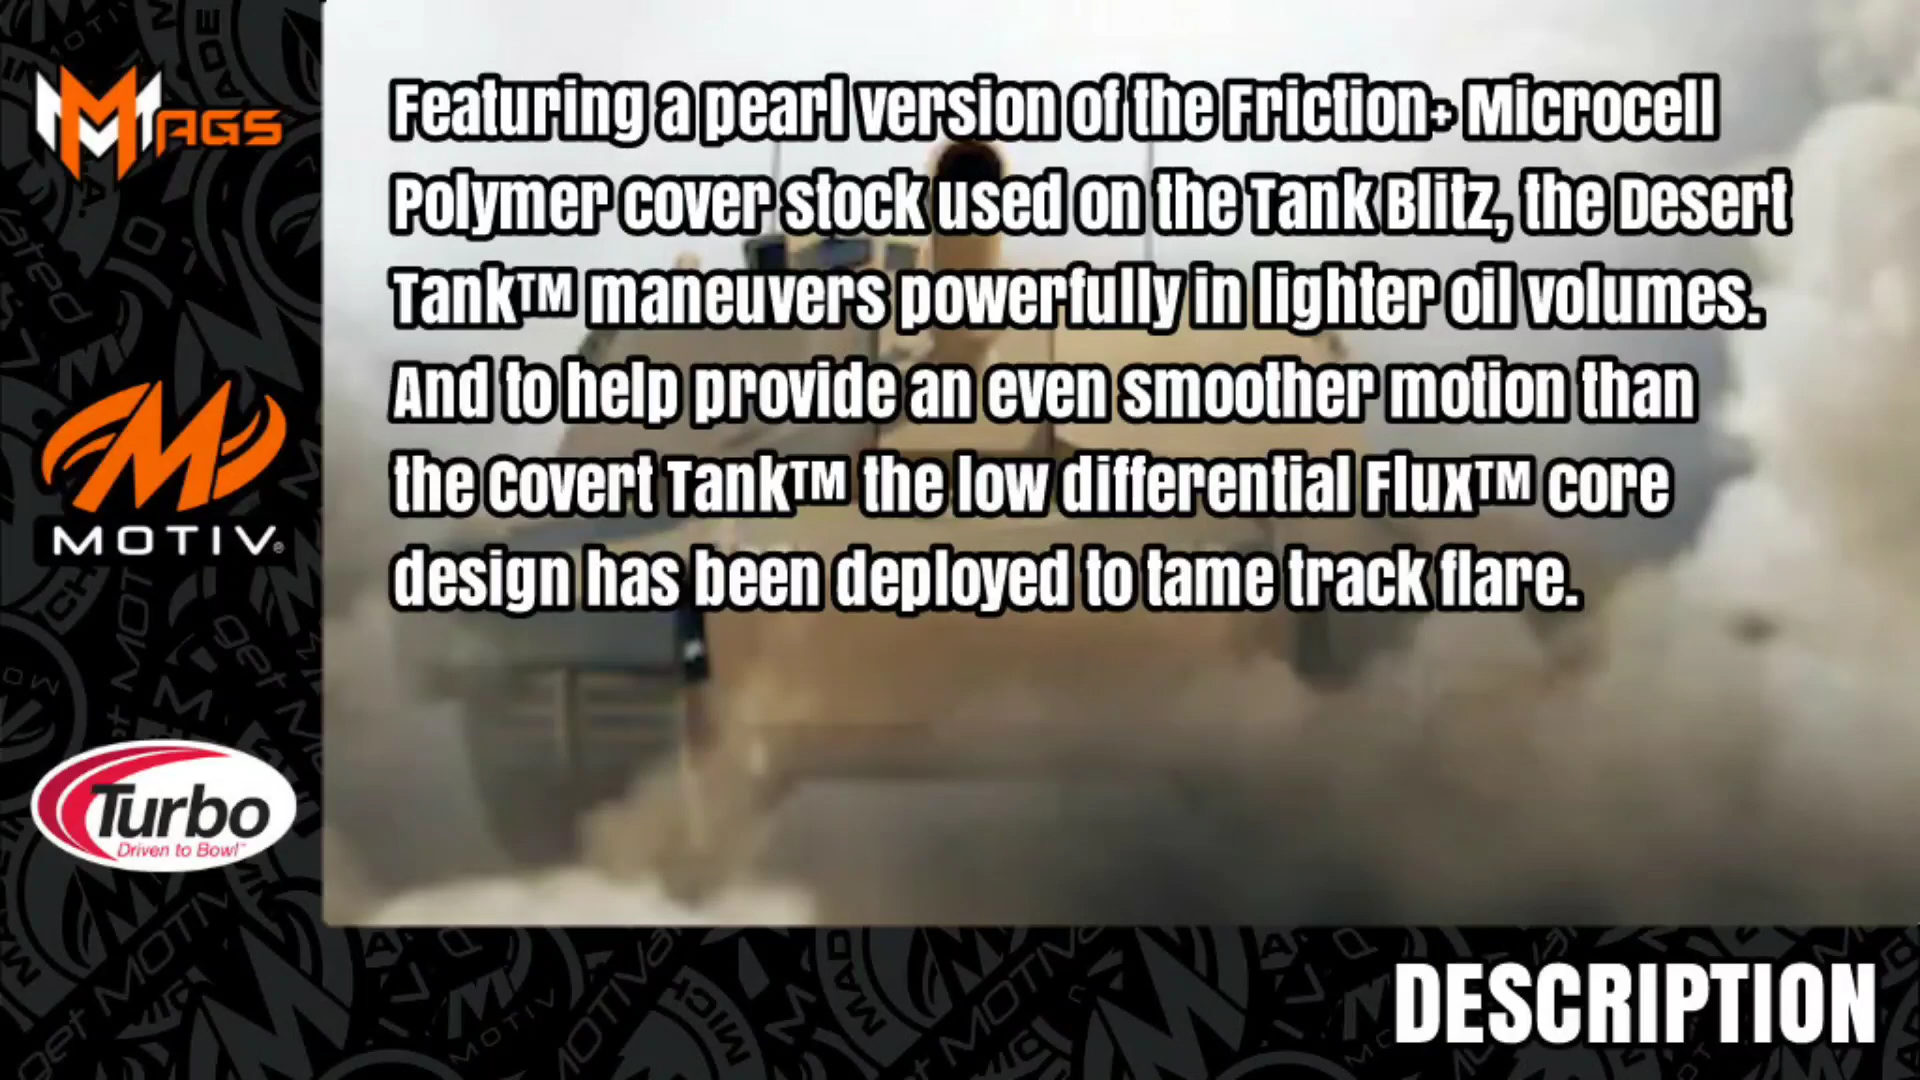 Featuring a pearl version of the Friction+ Microcell
Polymer cover stock used on the Tank Blitz, the Desert
Tank™ maneuvers powerfully in lighter oil volumes.
And to help provide an even smoother motion than
the Covert Tank™ the low differential Flux™ core
design has been deployed to tame track flare.
MAGS
MOTIV®
Turbo
Driven to Bowl™
DESCRIPTION